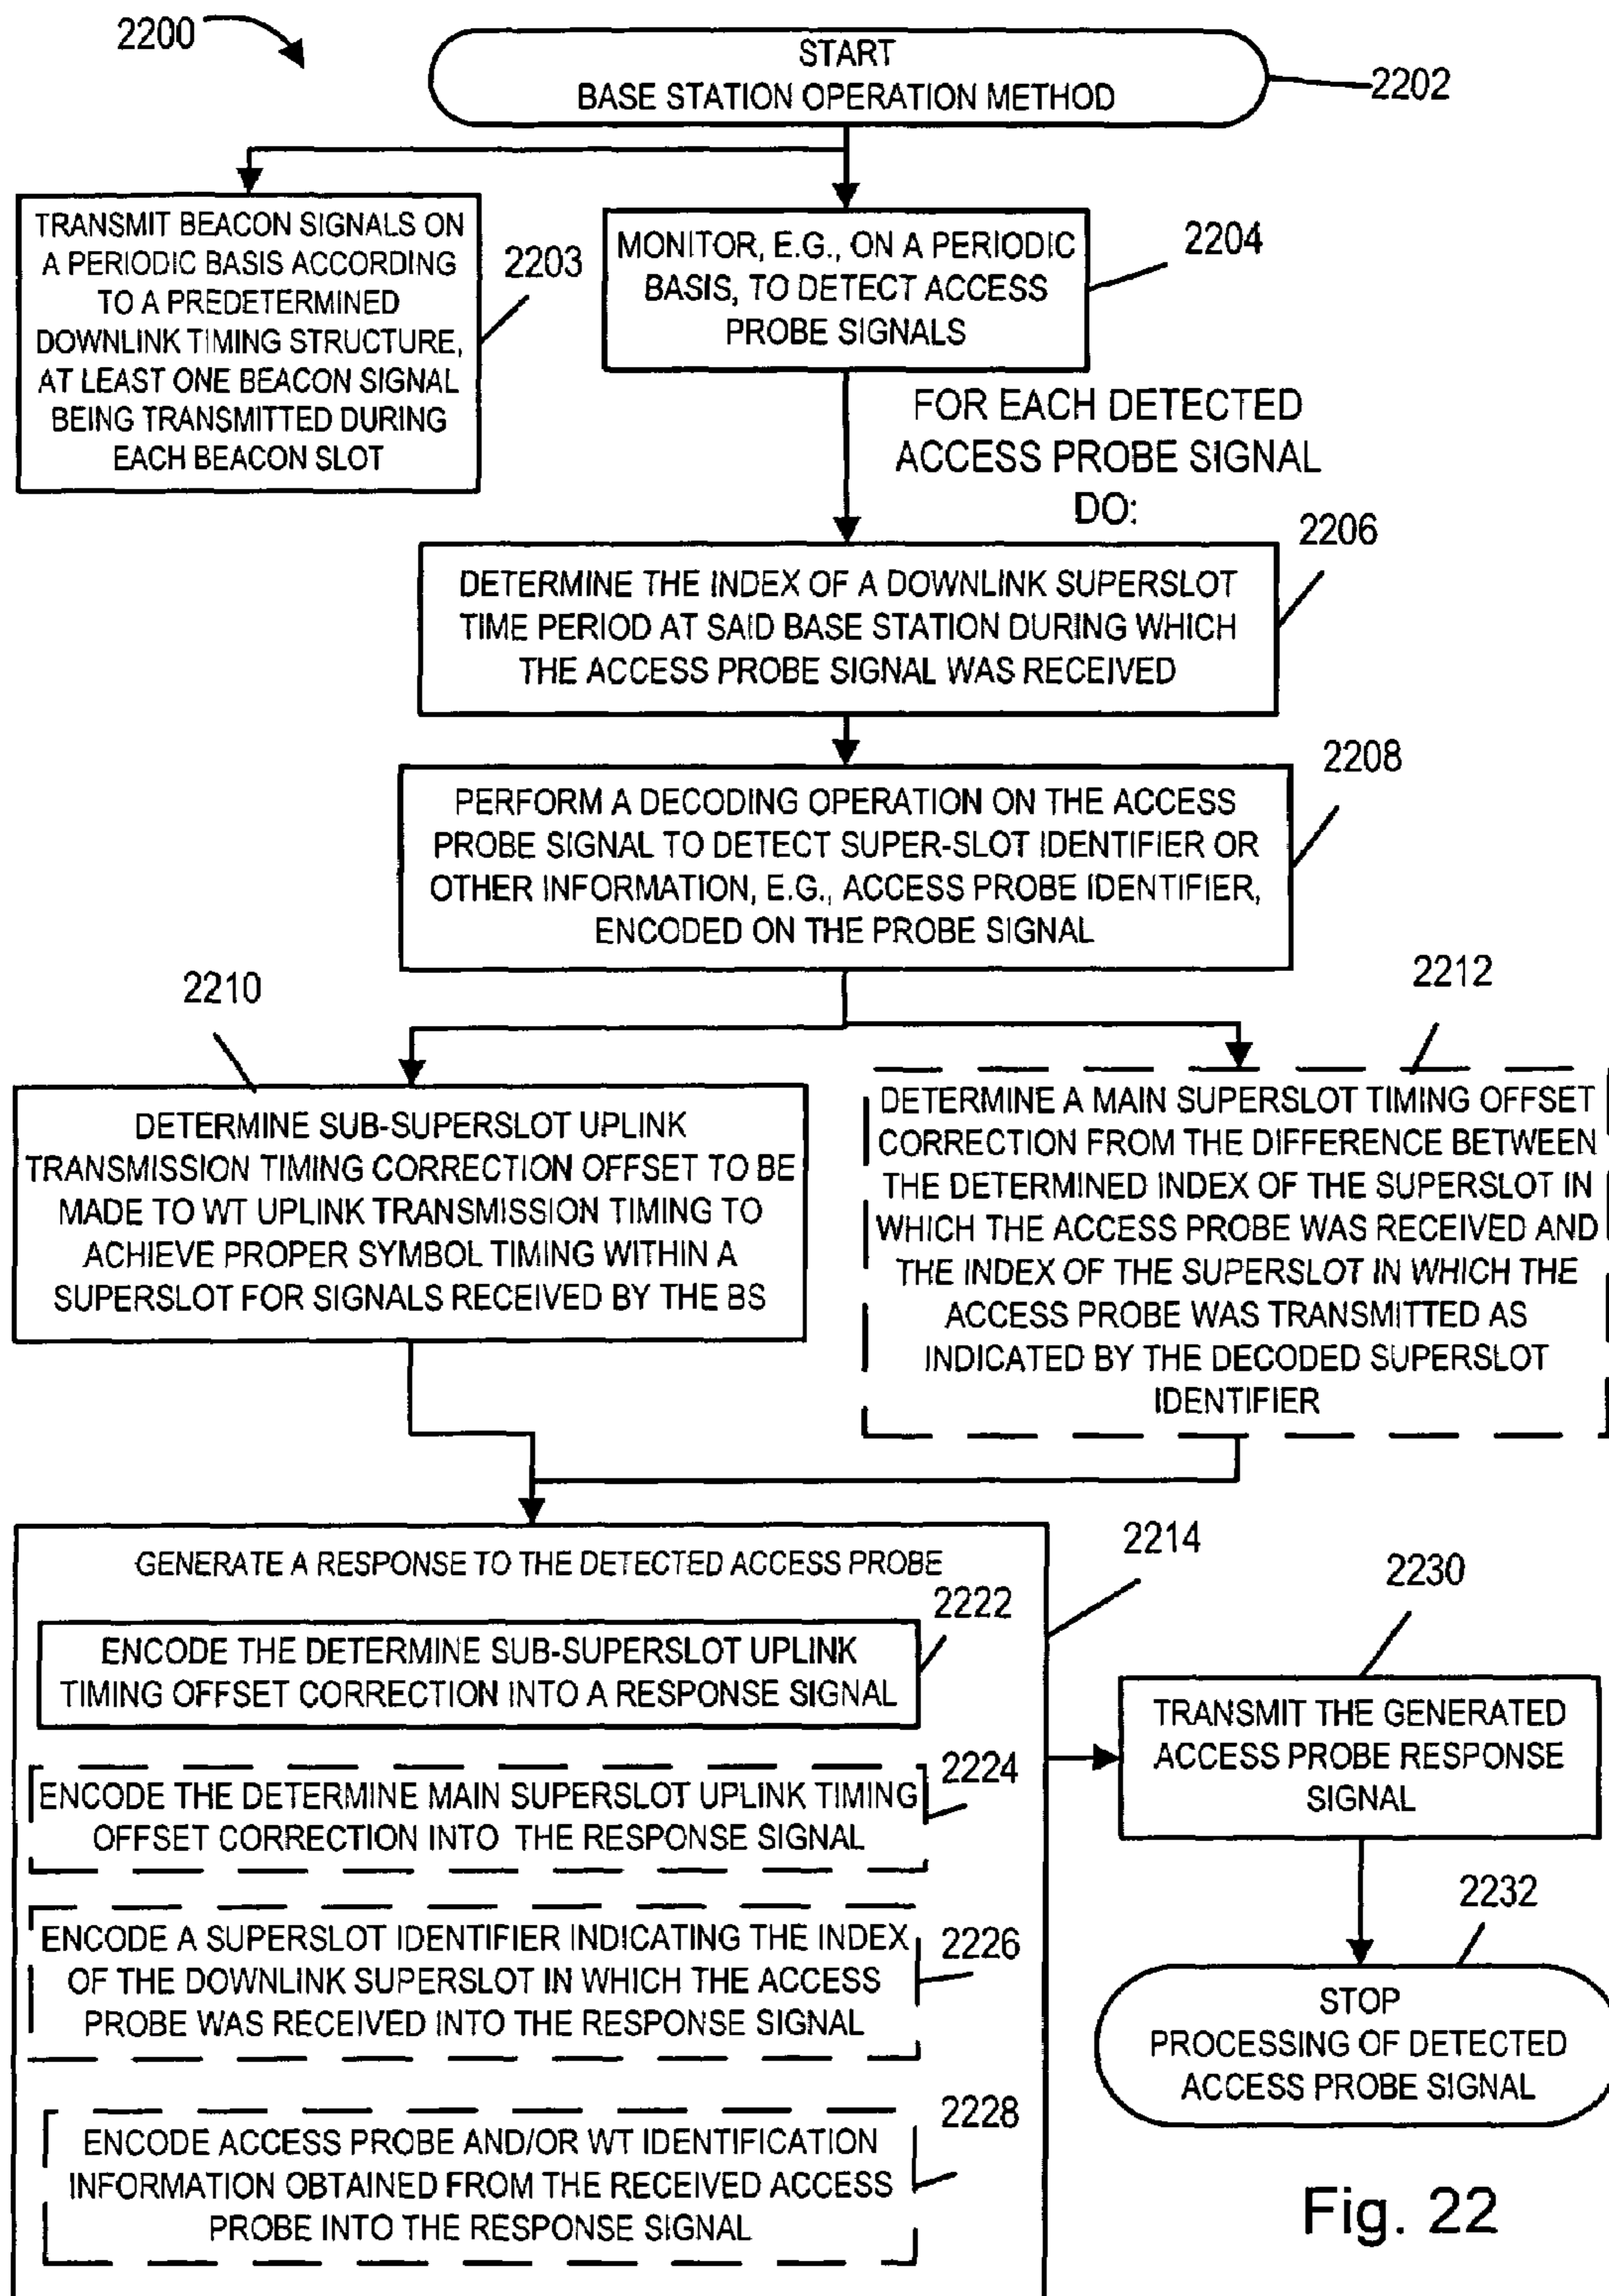 2200
START
BASE STATION OPERATION METHOD
2202
TRANSMIT BEACON SIGNALS ON
A PERIODIC BASIS ACCORDING
TO A PREDETERMINED
DOWNLINK TIMING STRUCTURE,
AT LEAST ONE BEACON SIGNAL
BEING TRANSMITTED DURING
EACH BEACON SLOT
2203
MONITOR, E.G., ON A PERIODIC
BASIS, TO DETECT ACCESS
PROBE SIGNALS
2204
FOR EACH DETECTED
ACCESS PROBE SIGNAL
DO:
2206
DETERMINE THE INDEX OF A DOWNLINK SUPERSLOT
TIME PERIOD AT SAID BASE STATION DURING WHICH
THE ACCESS PROBE SIGNAL WAS RECEIVED
2208
PERFORM A DECODING OPERATION ON THE ACCESS
PROBE SIGNAL TO DETECT SUPER-SLOT IDENTIFIER OR
OTHER INFORMATION, E.G., ACCESS PROBE IDENTIFIER,
ENCODED ON THE PROBE SIGNAL
2210
DETERMINE SUB-SUPERSLOT UPLINK
TRANSMISSION TIMING CORRECTION OFFSET TO BE
MADE TO WT UPLINK TRANSMISSION TIMING TO
ACHIEVE PROPER SYMBOL TIMING WITHIN A
SUPERSLOT FOR SIGNALS RECEIVED BY THE BS
2212
DETERMINE A MAIN SUPERSLOT TIMING OFFSET
CORRECTION FROM THE DIFFERENCE BETWEEN
THE DETERMINED INDEX OF THE SUPERSLOT IN
WHICH THE ACCESS PROBE WAS RECEIVED AND
THE INDEX OF THE SUPERSLOT IN WHICH THE
ACCESS PROBE WAS TRANSMITTED AS
INDICATED BY THE DECODED SUPERSLOT
IDENTIFIER
GENERATE A RESPONSE TO THE DETECTED ACCESS PROBE
2214
2222
ENCODE THE DETERMINE SUB-SUPERSLOT UPLINK
TIMING OFFSET CORRECTION INTO A RESPONSE SIGNAL
2224
ENCODE THE DETERMINE MAIN SUPERSLOT UPLINK TIMING
OFFSET CORRECTION INTO THE RESPONSE SIGNAL
2226
ENCODE A SUPERSLOT IDENTIFIER INDICATING THE INDEX
OF THE DOWNLINK SUPERSLOT IN WHICH THE ACCESS
PROBE WAS RECEIVED INTO THE RESPONSE SIGNAL
2228
ENCODE ACCESS PROBE AND/OR WT IDENTIFICATION
INFORMATION OBTAINED FROM THE RECEIVED ACCESS
PROBE INTO THE RESPONSE SIGNAL
2230
TRANSMIT THE GENERATED
ACCESS PROBE RESPONSE
SIGNAL
2232
STOP
PROCESSING OF DETECTED
ACCESS PROBE SIGNAL
Fig. 22